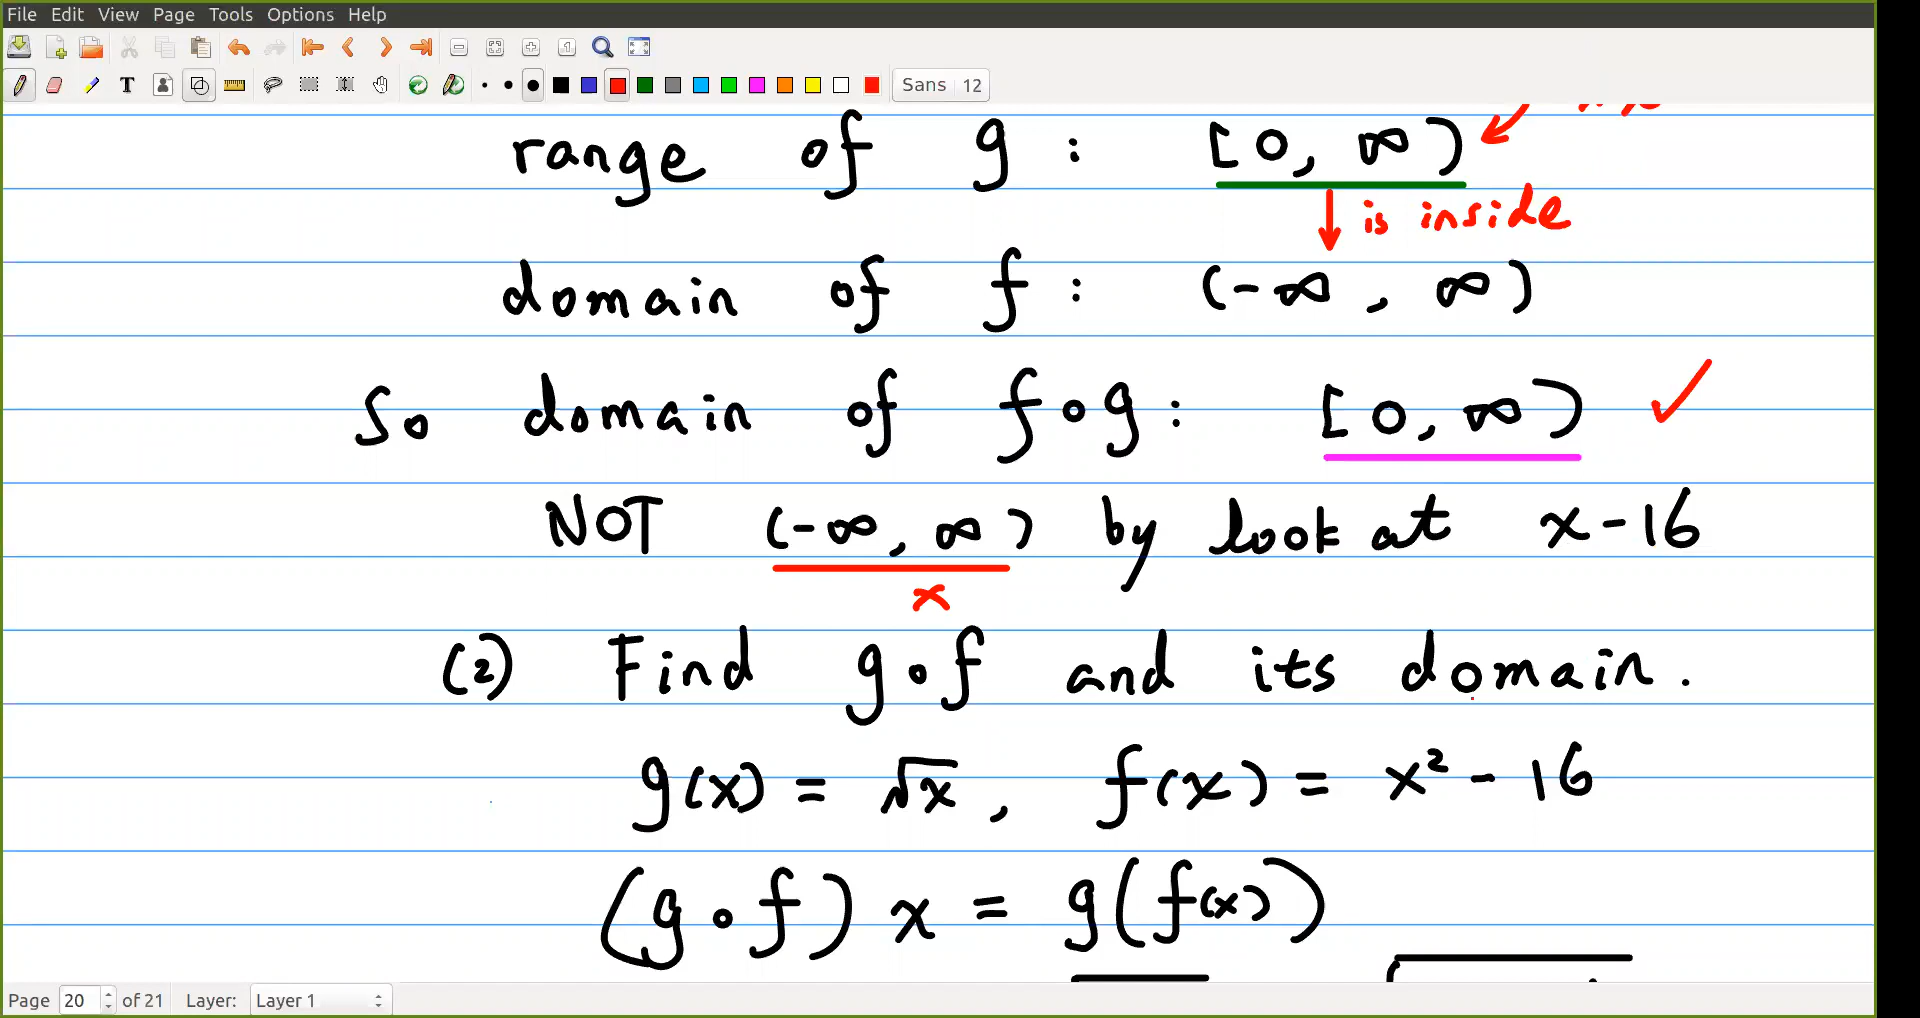 File Edit View Page Tools Options Help
Sans 12
range of g : [0, ∞)
is inside
domain of f : (-∞, ∞)
So domain of f∘g : [0, ∞) ✓
NOT (-∞, ∞) by look at x-16
x
(2) Find g∘f and its domain.
g(x) = √x, f(x) = x² - 16
(g∘f) x = g(f(x))
Page 20 of 21 Layer: Layer 1